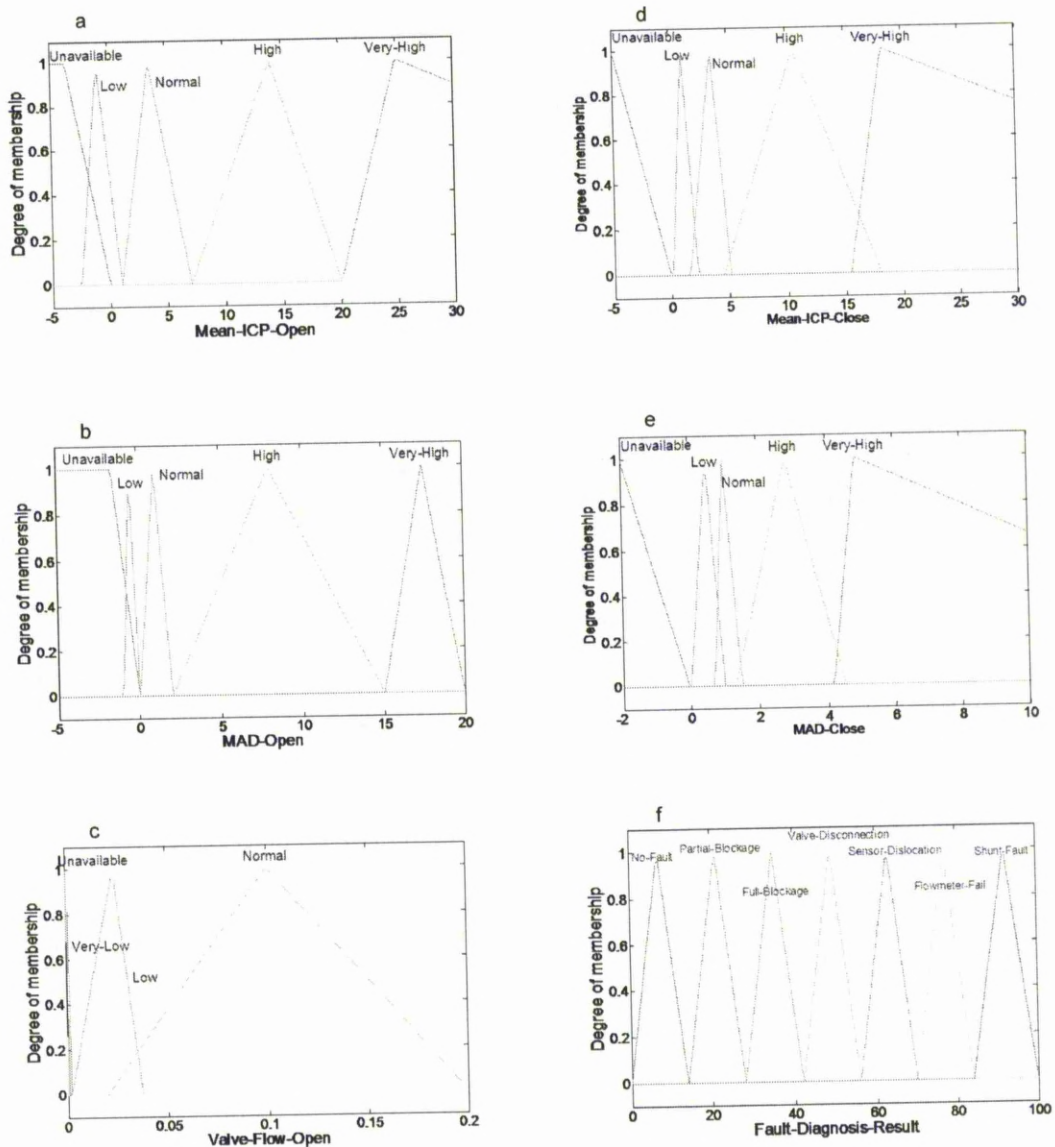 a
Unavailable
Low
Normal
High
Very-High
1
0.8
0.6
0.4
0.2
0
Degree of membership
-5 0 5 10 15 20 25 30
Mean-ICP-Open
d
Unavailable
Low
Normal
High
Very-High
1
0.8
0.6
0.4
0.2
0
Degree of membership
-5 0 5 10 15 20 25 30
Mean-ICP-Close
b
Unavailable
Low
Normal
High
Very-High
1
0.8
0.6
0.4
0.2
0
Degree of membership
-5 0 5 10 15 20
MAD-Open
e
Unavailable
Low
Normal
High
Very-High
1
0.8
0.6
0.4
0.2
0
Degree of membership
-2 0 2 4 6 8 10
MAD-Close
c
Unavailable
Very-Low
Low
Normal
1
0.8
0.6
0.4
0.2
0
Degree of membership
0 0.05 0.1 0.15 0.2
Valve-Flow-Open
f
Valve-Disconnection
No-Fault
Partial-Blockage
Sensor-Dislocation
Shunt-Fault
Full-Blockage
Flowmeter-Fail
1
0.8
0.6
0.4
0.2
0
Degree of membership
0 20 40 60 80 100
Fault-Diagnosis-Result